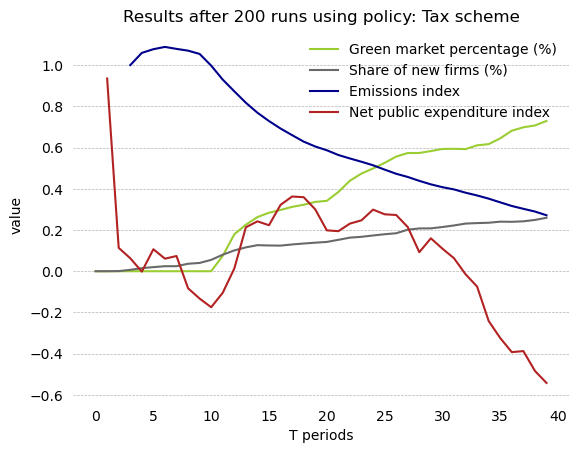 Results after 200 runs using policy: Tax scheme
Green market percentage (%)
Share of new firms (%)
Emissions index
Net public expenditure index
value
1.0
0.8
0.6
0.4
0.2
0.0
−0.2
−0.4
−0.6
0 5 10 15 20 25 30 35 40
T periods